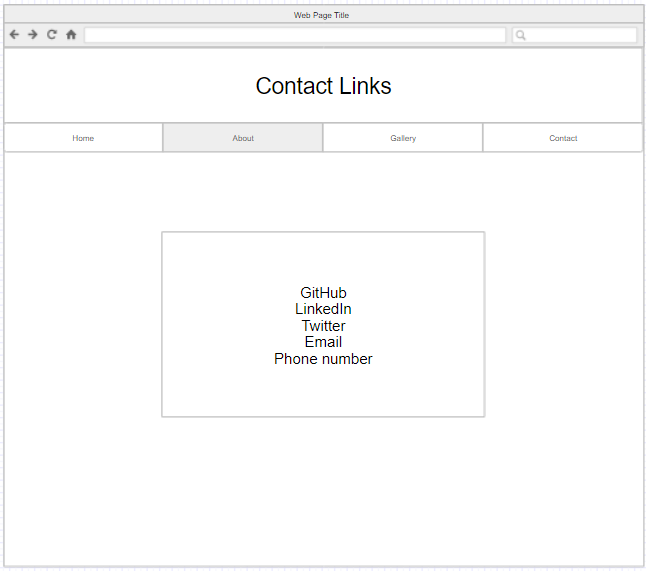 Web Page Title
Contact Links
Home About Gallery Contact
GitHub
LinkedIn
Twitter
Email
Phone number